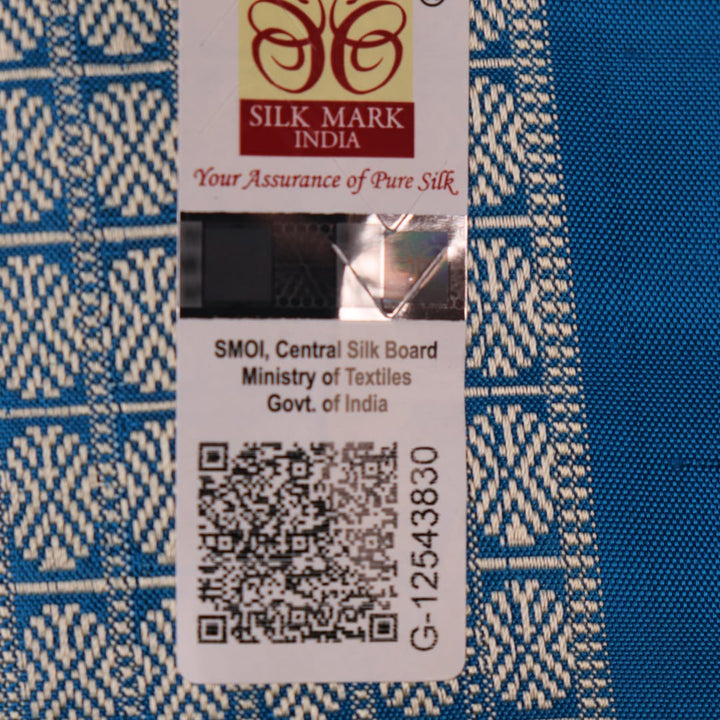 SILK MARK
INDIA
Your Assurance of Pure Silk
SMOI, Central Silk Board
Ministry of Textiles
Govt. of India
G-12543830